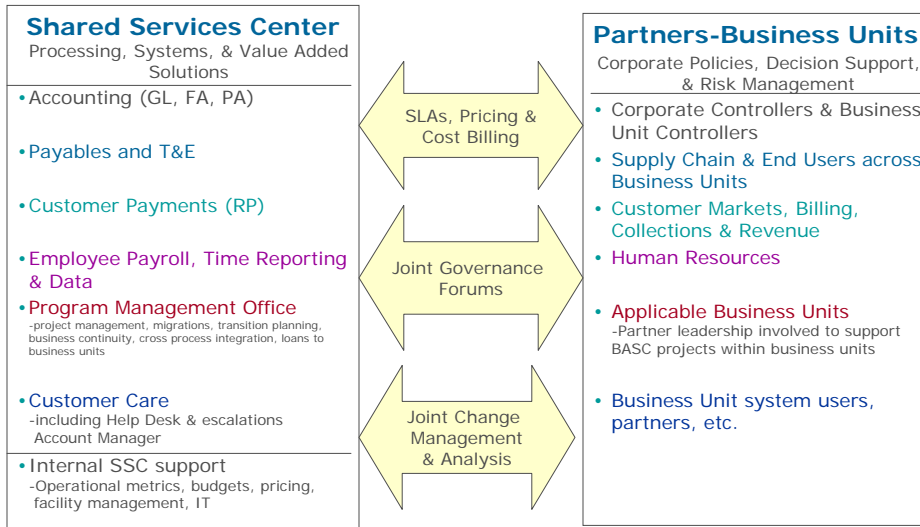 Shared Services Center
Processing, Systems, & Value Added
Solutions
• Accounting (GL, FA, PA)
• Payables and T&E
• Customer Payments (RP)
• Employee Payroll, Time Reporting
& Data
• Program Management Office
-project management, migrations, transition planning,
business continuity, cross process integration, loans to
business units
• Customer Care
-including Help Desk & escalations
Account Manager
• Internal SSC support
-Operational metrics, budgets, pricing,
facility management, IT
SLAs, Pricing &
Cost Billing
Joint Governance
Forums
Joint Change
Management
& Analysis
Partners-Business Units
Corporate Policies, Decision Support,
& Risk Management
• Corporate Controllers & Business
Unit Controllers
• Supply Chain & End Users across
Business Units
• Customer Markets, Billing,
Collections & Revenue
• Human Resources
• Applicable Business Units
-Partner leadership involved to support
BASC projects within business units
• Business Unit system users,
partners, etc.